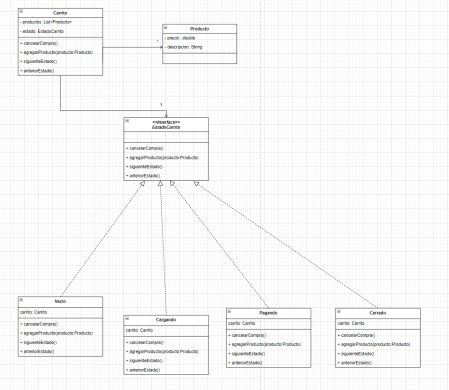 Carrito
- productos: List<Producto>
- estado: EstadoCarrito
+ cancelarCompra()
+ agregarProducto(producto:Producto)
+ siguienteEstado()
+ anteriorEstado()
Producto
- precio : double
- descripcion: String
*
1
<<Interface>>
EstadoCarrito
+ cancelarCompra()
+ agregarProducto(producto:Producto)
+ siguienteEstado()
+ anteriorEstado()
Vacio
carrito: Carrito
+ cancelarCompra()
+ agregarProducto(producto:Producto)
+ siguienteEstado()
+ anteriorEstado()
Cargando
carrito: Carrito
+ cancelarCompra()
+ agregarProducto(producto:Producto)
+ siguienteEstado()
+ anteriorEstado()
Pagando
carrito: Carrito
+ cancelarCompra()
+ agregarProducto(producto:Producto)
+ siguienteEstado()
+ anteriorEstado()
Cerrado
carrito: Carrito
+ cancelarCompra()
+ agregarProducto(producto:Producto)
+ siguienteEstado()
+ anteriorEstado()